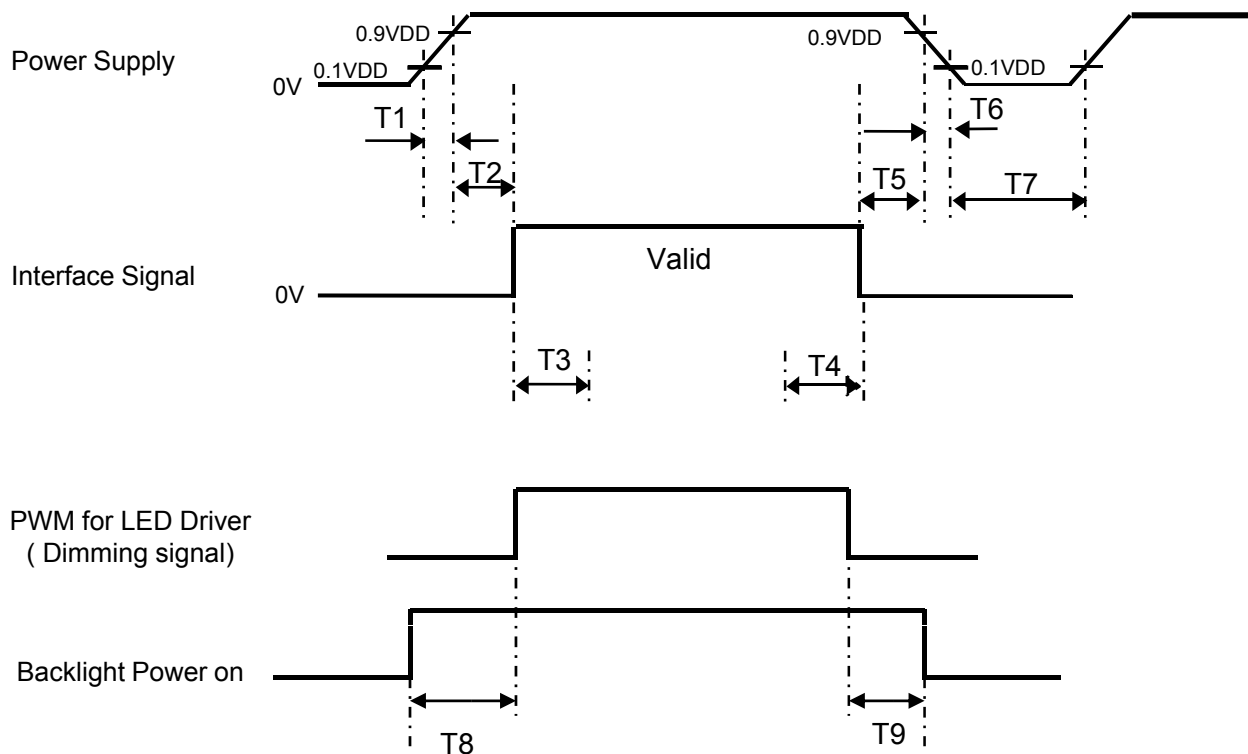 0.9VDD
0.9VDD
Power Supply
0.1VDD
0.1VDD
0V
T1
T6
T2
T5
T7
Interface Signal
Valid
0V
T3
T4
PWM for LED Driver
( Dimming signal)
Backlight Power on
T8
T9